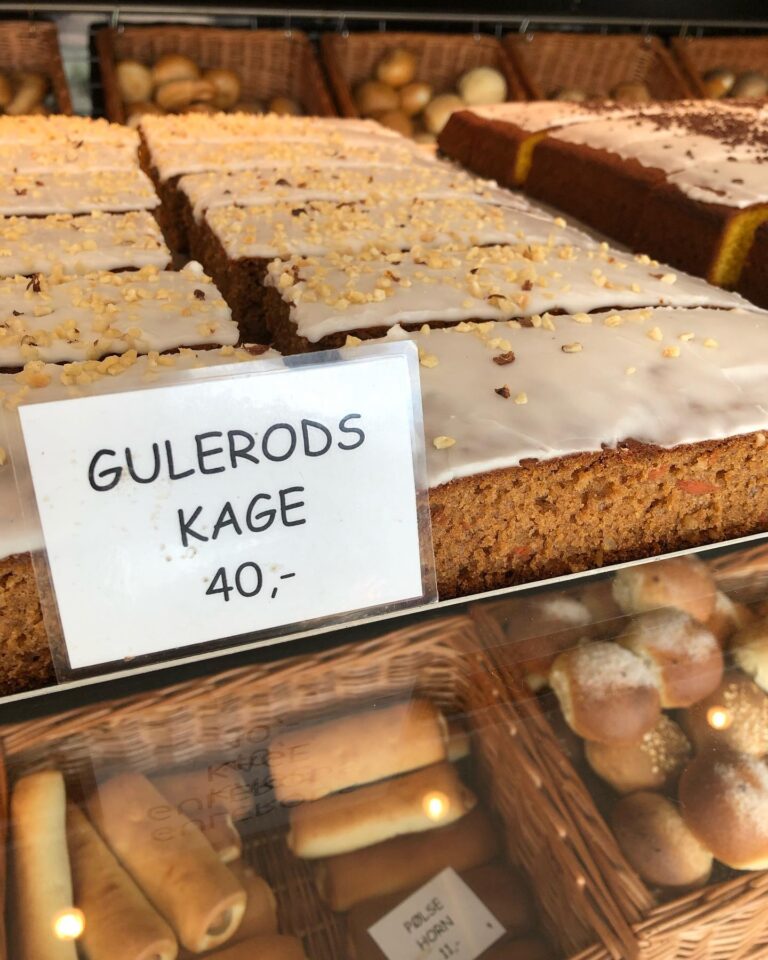 GULERODS
KAGE
40,-
PØLSE
HORN
11,-